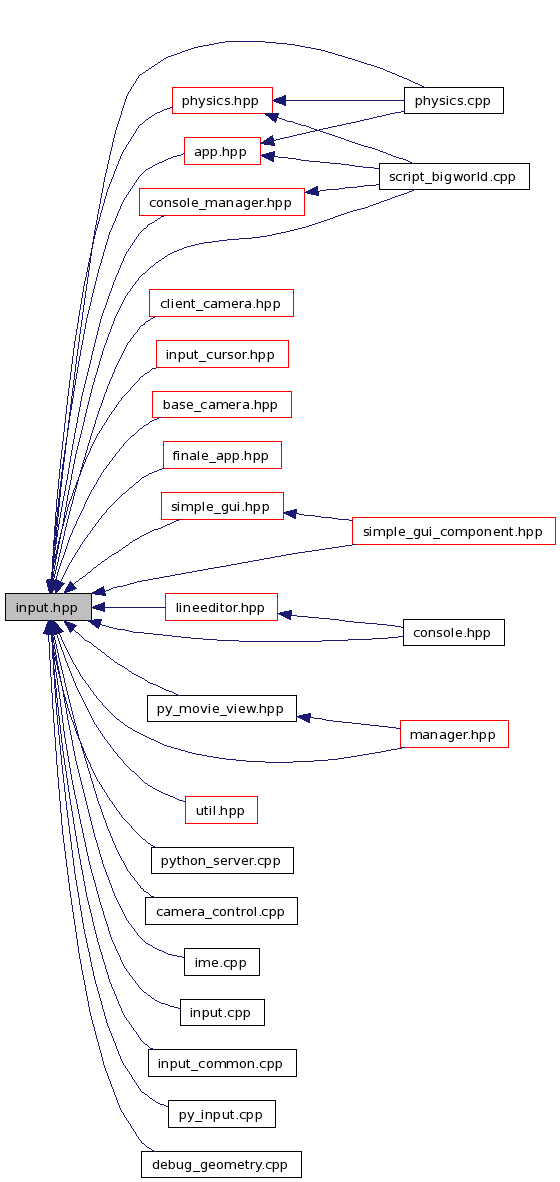 physics.hpp
physics.cpp
app.hpp
script_bigworld.cpp
console_manager.hpp
client_camera.hpp
input_cursor.hpp
base_camera.hpp
finale_app.hpp
simple_gui.hpp
simple_gui_component.hpp
input.hpp
lineeditor.hpp
console.hpp
py_movie_view.hpp
manager.hpp
util.hpp
python_server.cpp
camera_control.cpp
ime.cpp
input.cpp
input_common.cpp
py_input.cpp
debug_geometry.cpp